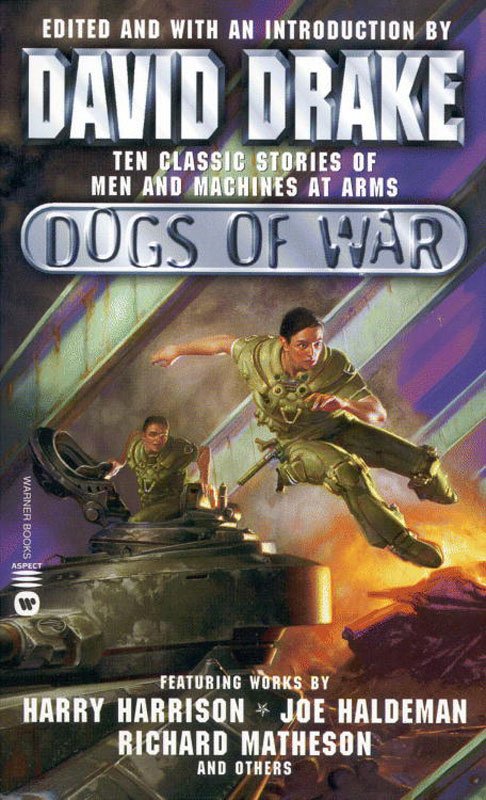 EDITED AND WITH AN INTRODUCTION BY
DAVID DRAKE
TEN CLASSIC STORIES OF
MEN AND MACHINES AT ARMS
DOGS OF WAR
WARNER BOOKS
ASPECT
FEATURING WORKS BY
HARRY HARRISON * JOE HALDEMAN
RICHARD MATHESON
AND OTHERS